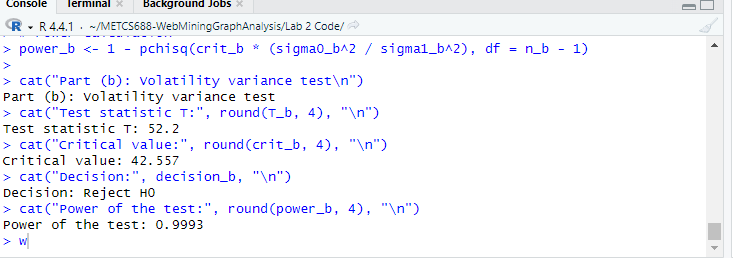 Console Terminal Background Jobs
R 4.4.1 · ~/METCS688-WebMiningGraphAnalysis/Lab 2 Code/
> power_b <- 1 - pchisq(crit_b * (sigma0_b^2 / sigma1_b^2), df = n_b - 1)
>
> cat("Part (b): Volatility variance test\n")
Part (b): Volatility variance test
> cat("Test statistic T:", round(T_b, 4), "\n")
Test statistic T: 52.2
> cat("Critical value:", round(crit_b, 4), "\n")
Critical value: 42.557
> cat("Decision:", decision_b, "\n")
Decision: Reject H0
> cat("Power of the test:", round(power_b, 4), "\n")
Power of the test: 0.9993
> w